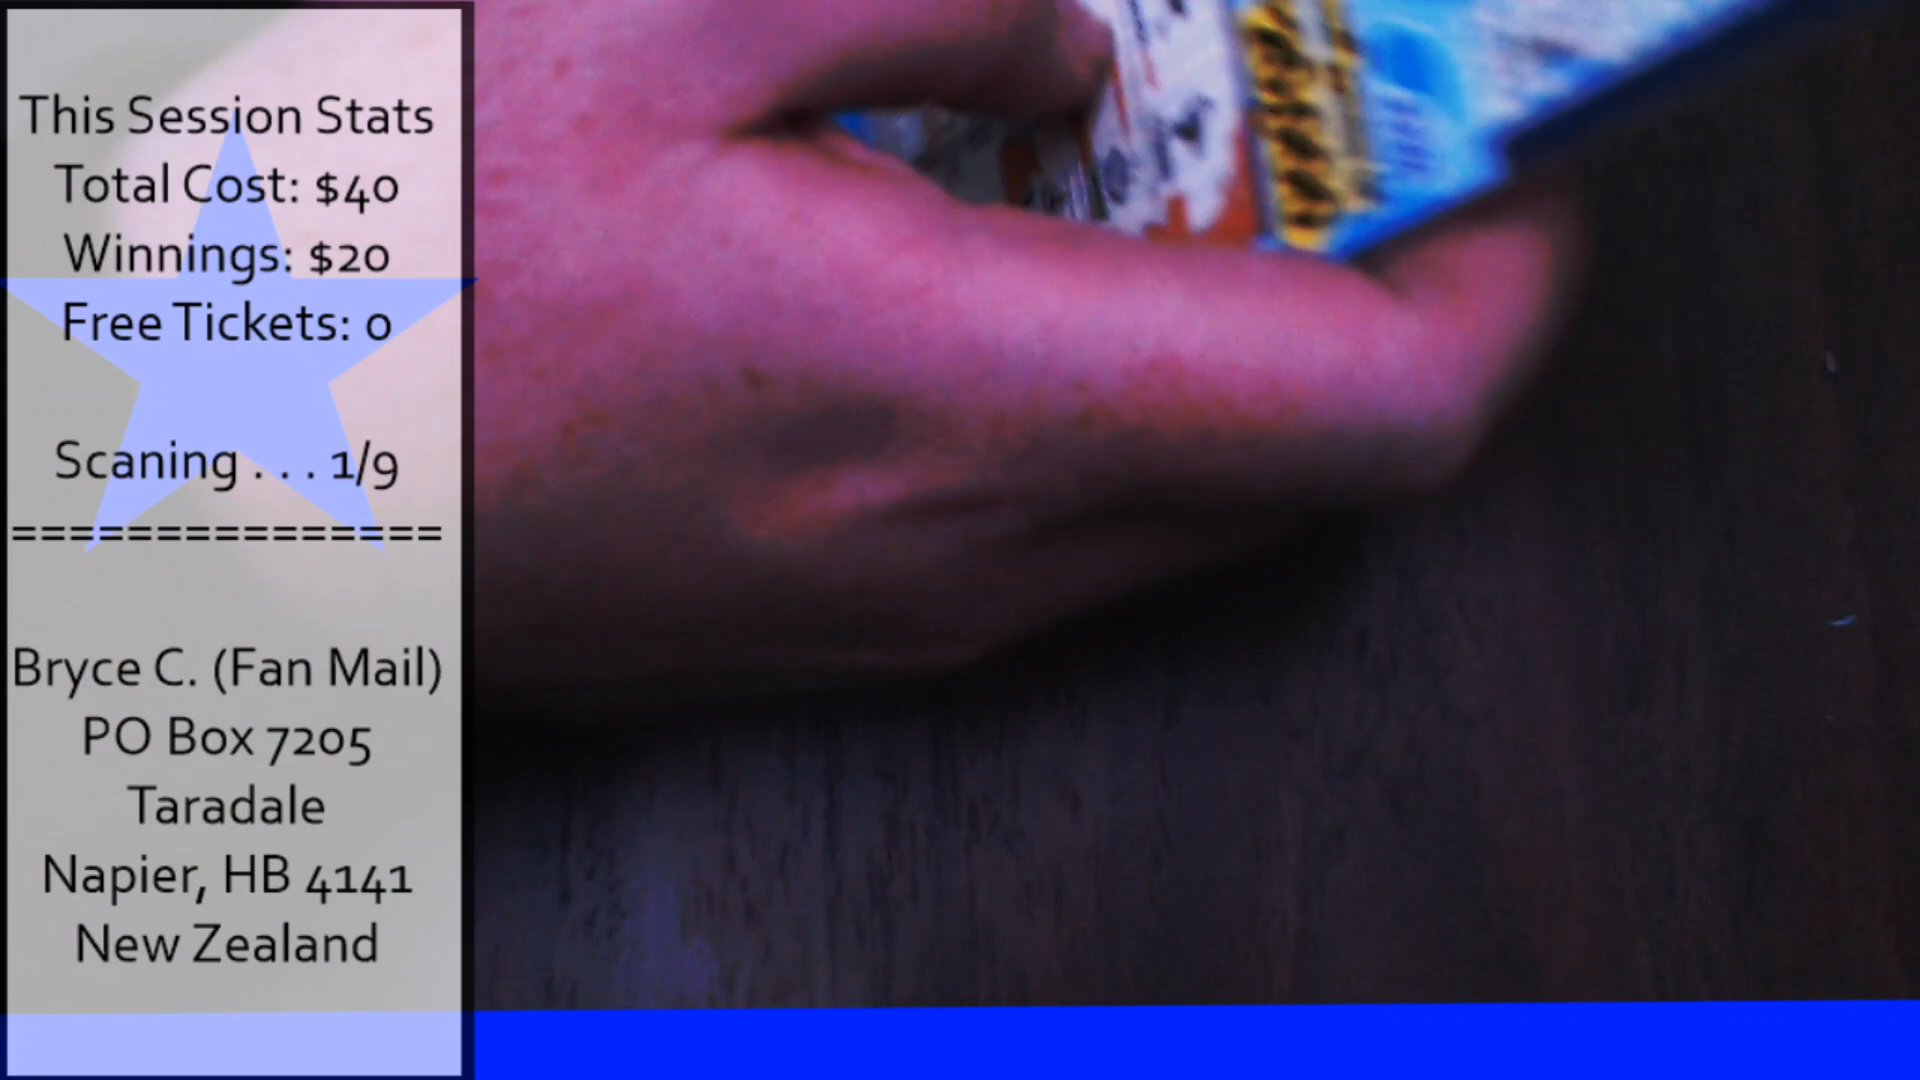 This Session Stats
Total Cost: $40
Winnings: $20
Free Tickets: 0
Scaning . . . 1/9
===============
Bryce C. (Fan Mail)
PO Box 7205
Taradale
Napier, HB 4141
New Zealand